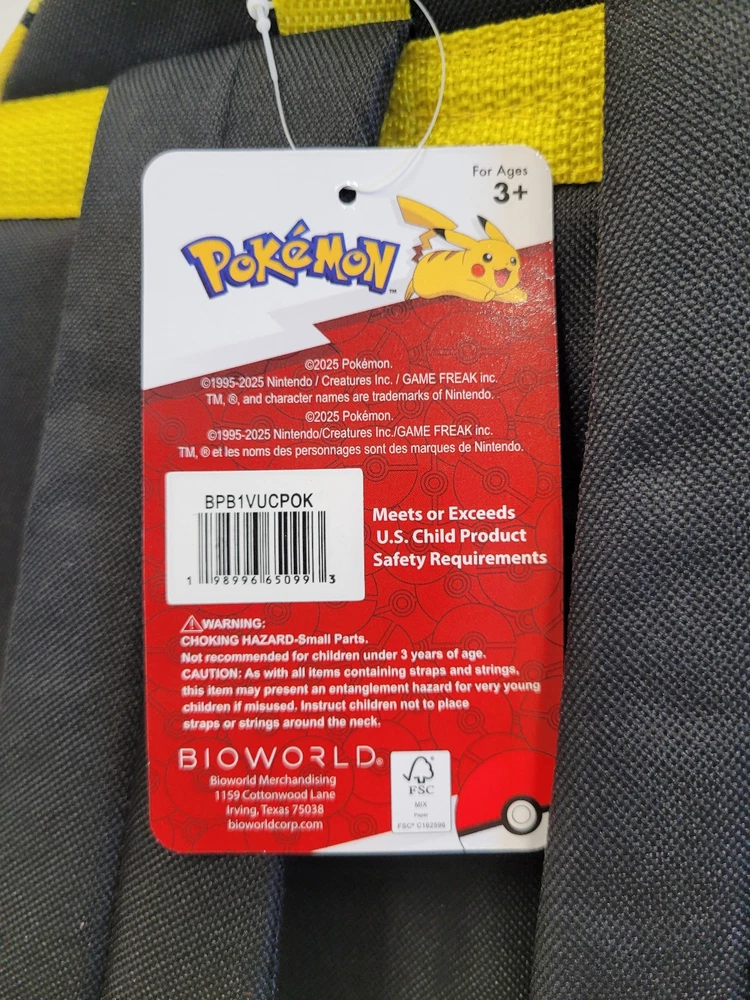 For Ages
3+
POKéMON™
©2025 Pokémon.
©1995-2025 Nintendo / Creatures Inc. / GAME FREAK inc.
TM, ®, and character names are trademarks of Nintendo.
©2025 Pokémon.
©1995-2025 Nintendo/Creatures Inc./GAME FREAK inc.
TM, ® et les noms des personnages sont des marques de Nintendo.
BPB1VUCPOK
1 98996 65099 3
Meets or Exceeds
U.S. Child Product
Safety Requirements
⚠WARNING:
CHOKING HAZARD-Small Parts.
Not recommended for children under 3 years of age.
CAUTION: As with all items containing straps and strings,
this item may present an entanglement hazard for very young
children if misused. Instruct children not to place
straps or strings around the neck.
BIOWORLD®
Bioworld Merchandising
1159 Cottonwood Lane
Irving, Texas 75038
bioworldcorp.com
FSC
MIX
Paper
FSC® C162596